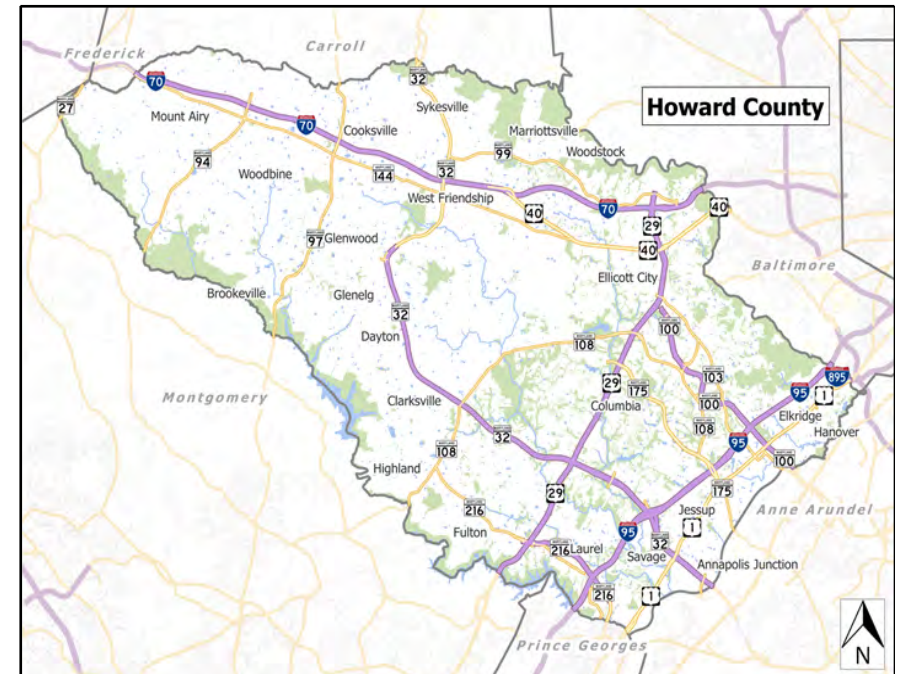 Carroll
Frederick
70
32
27
Howard County
Sykesville
Mount Airy
70
Cooksville
Marriottsville
99
Woodstock
94
32
Woodbine
144
West Friendship
40
70
40
29
97
Glenwood
40
Baltimore
Ellicott City
Brookeville
Glenelg
32
100
Dayton
108
103
895
29
175
95
Montgomery
Clarksville
Columbia
100
1
Elkridge
108
Hanover
32
95
108
100
Highland
175
29
216
Jessup
Anne Arundel
Fulton
1
95
216
Laurel
32
Savage
Annapolis Junction
216
1
Prince Georges
N